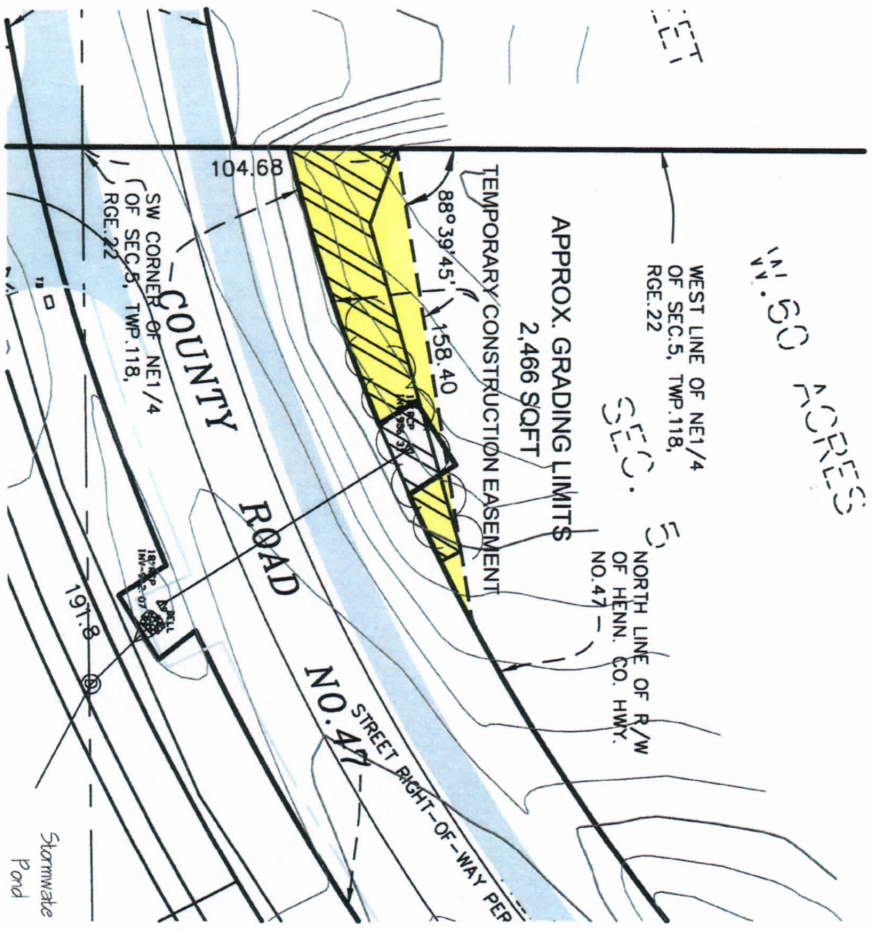 W. 60 ACRES
SEC. 5
WEST LINE OF NE1/4
OF SEC.5, TWP.118,
RGE.22
NORTH LINE OF R/W
OF HENN. CO. HWY.
NO.47
APPROX. GRADING LIMITS
2,466 SQFT
TEMPORARY CONSTRUCTION EASEMENT
88°39'45"
158.40
104.68
SW CORNER OF NE1/4
OF SEC.5, TWP.118,
RGE.22
COUNTY ROAD NO. 47
STREET RIGHT-OF-WAY PER
TB
BELL
191.8
Stormwate
Pond